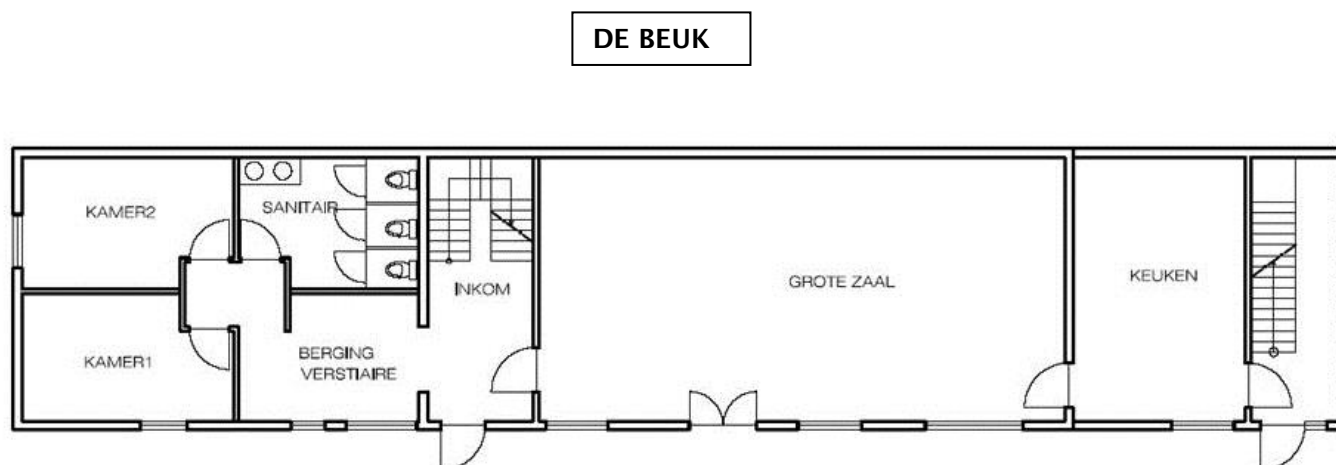 DE BEUK
KAMER2
SANITAIR
INKOM
GROTE ZAAL
KEUKEN
KAMER1
BERGING
VERSTIAIRE